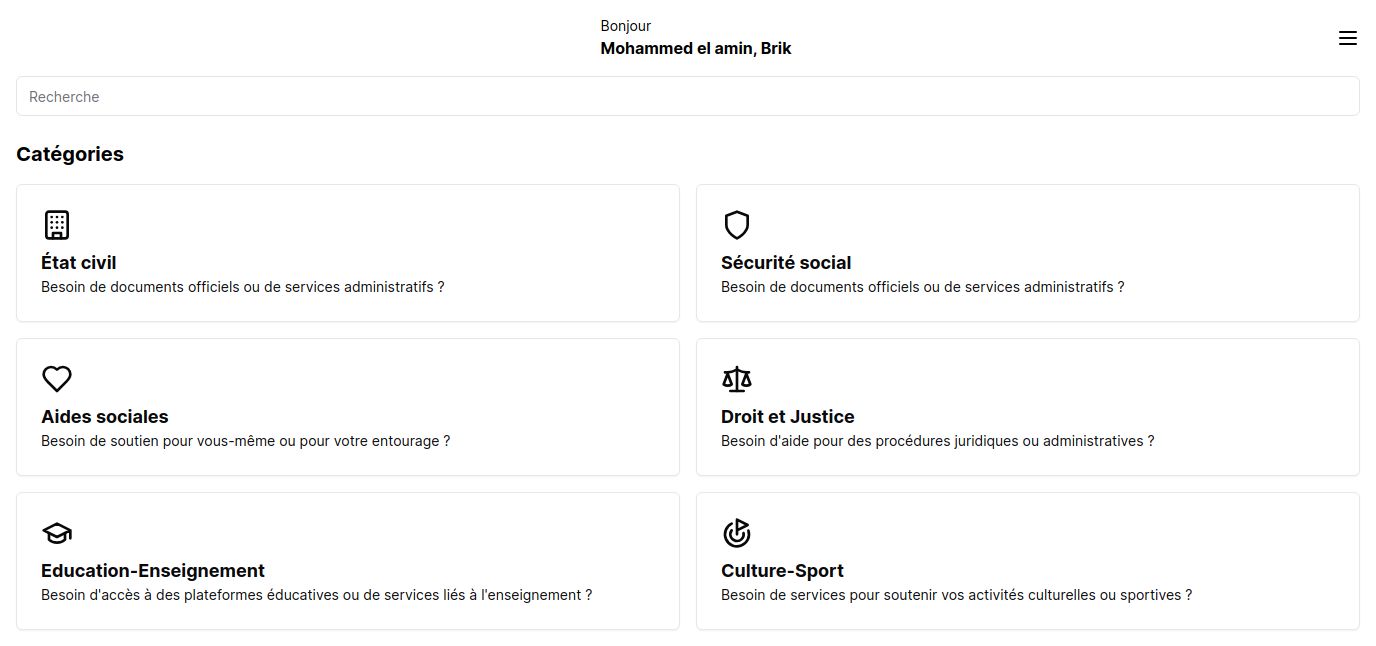 Bonjour
Mohammed el amin, Brik
Recherche
Catégories
État civil
Besoin de documents officiels ou de services administratifs ?
Sécurité social
Besoin de documents officiels ou de services administratifs ?
Aides sociales
Besoin de soutien pour vous-même ou pour votre entourage ?
Droit et Justice
Besoin d'aide pour des procédures juridiques ou administratives ?
Education-Enseignement
Besoin d'accès à des plateformes éducatives ou de services liés à l'enseignement ?
Culture-Sport
Besoin de services pour soutenir vos activités culturelles ou sportives ?